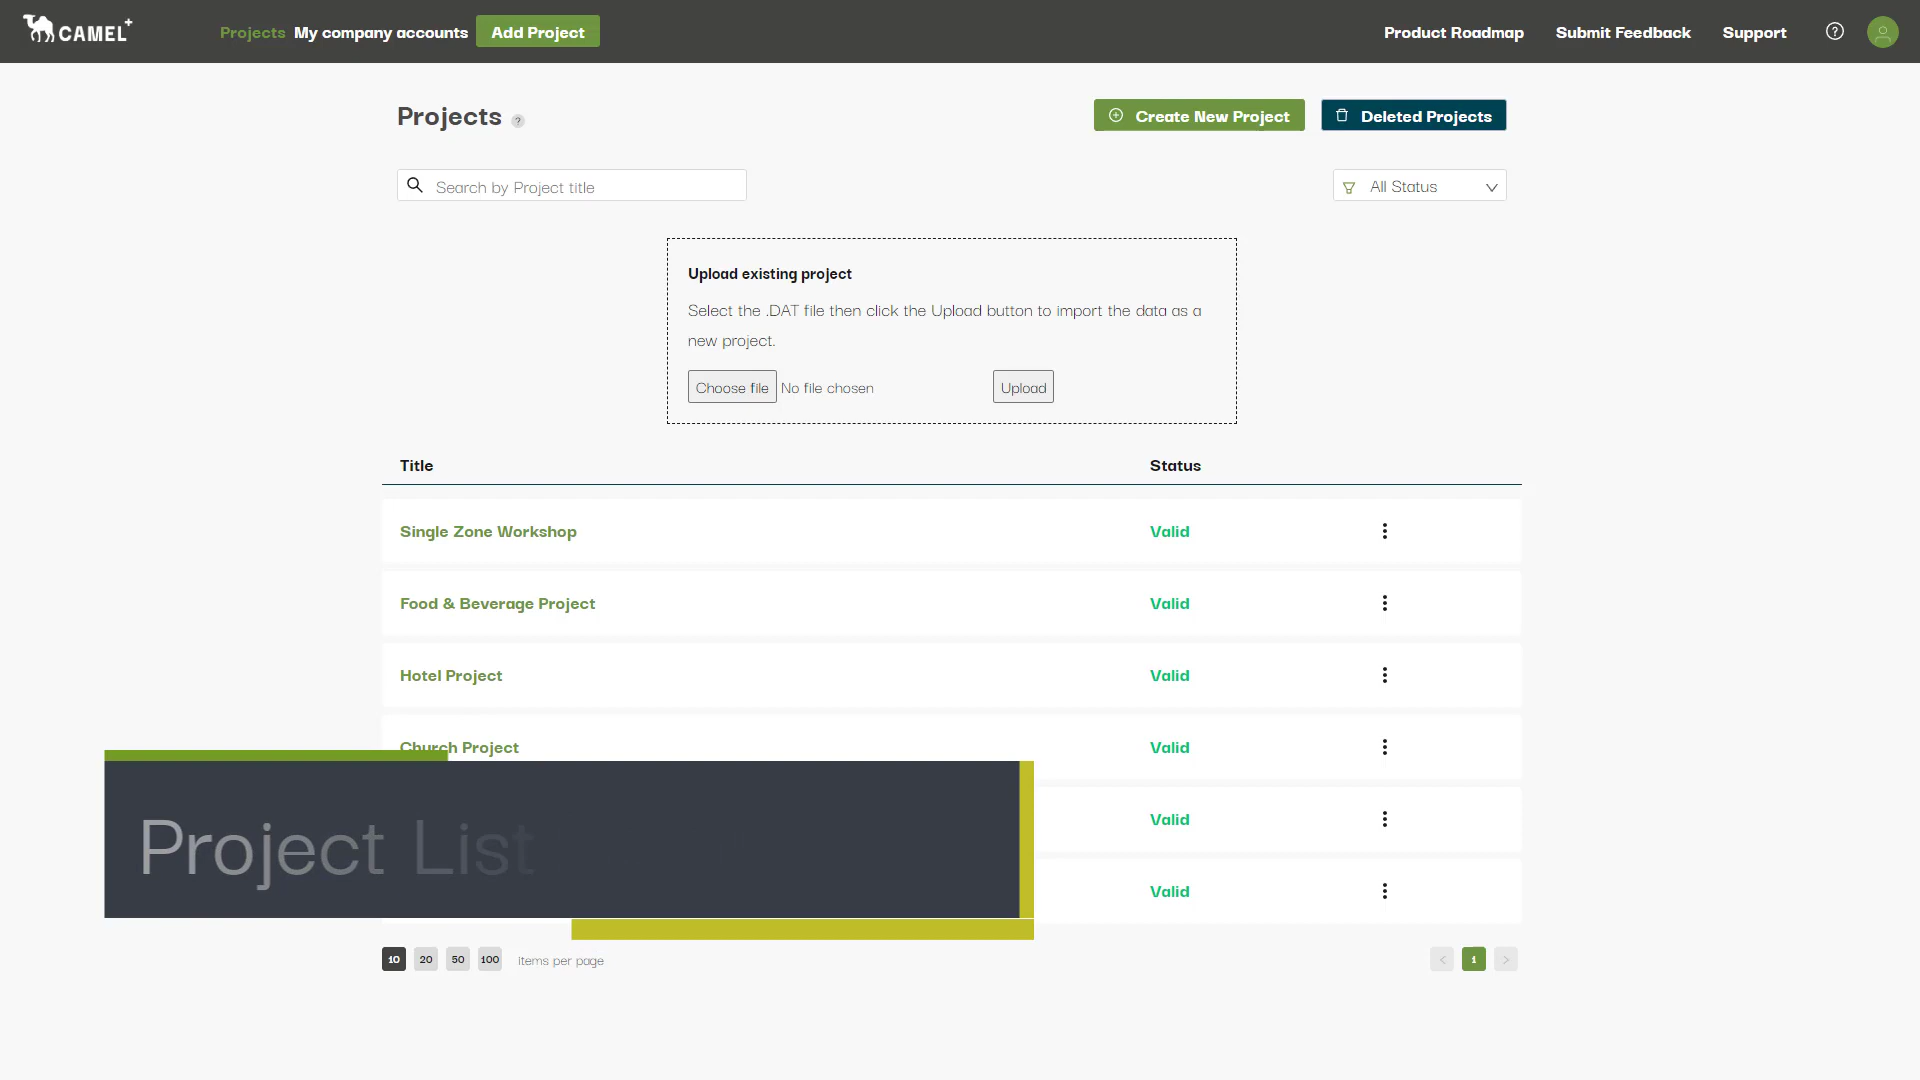 CAMEL+
Projects My company accounts Add Project
Product Roadmap Submit Feedback Support ?
Projects ?
Create New Project Deleted Projects
Search by Project title
All Status
Upload existing project
Select the .DAT file then click the Upload button to import the data as a
new project.
Choose file No file chosen Upload
Title Status
Single Zone Workshop Valid
Food & Beverage Project Valid
Hotel Project Valid
Church Project Valid
Project List
Valid
Valid
10 20 50 100 Items per page
< 1 >